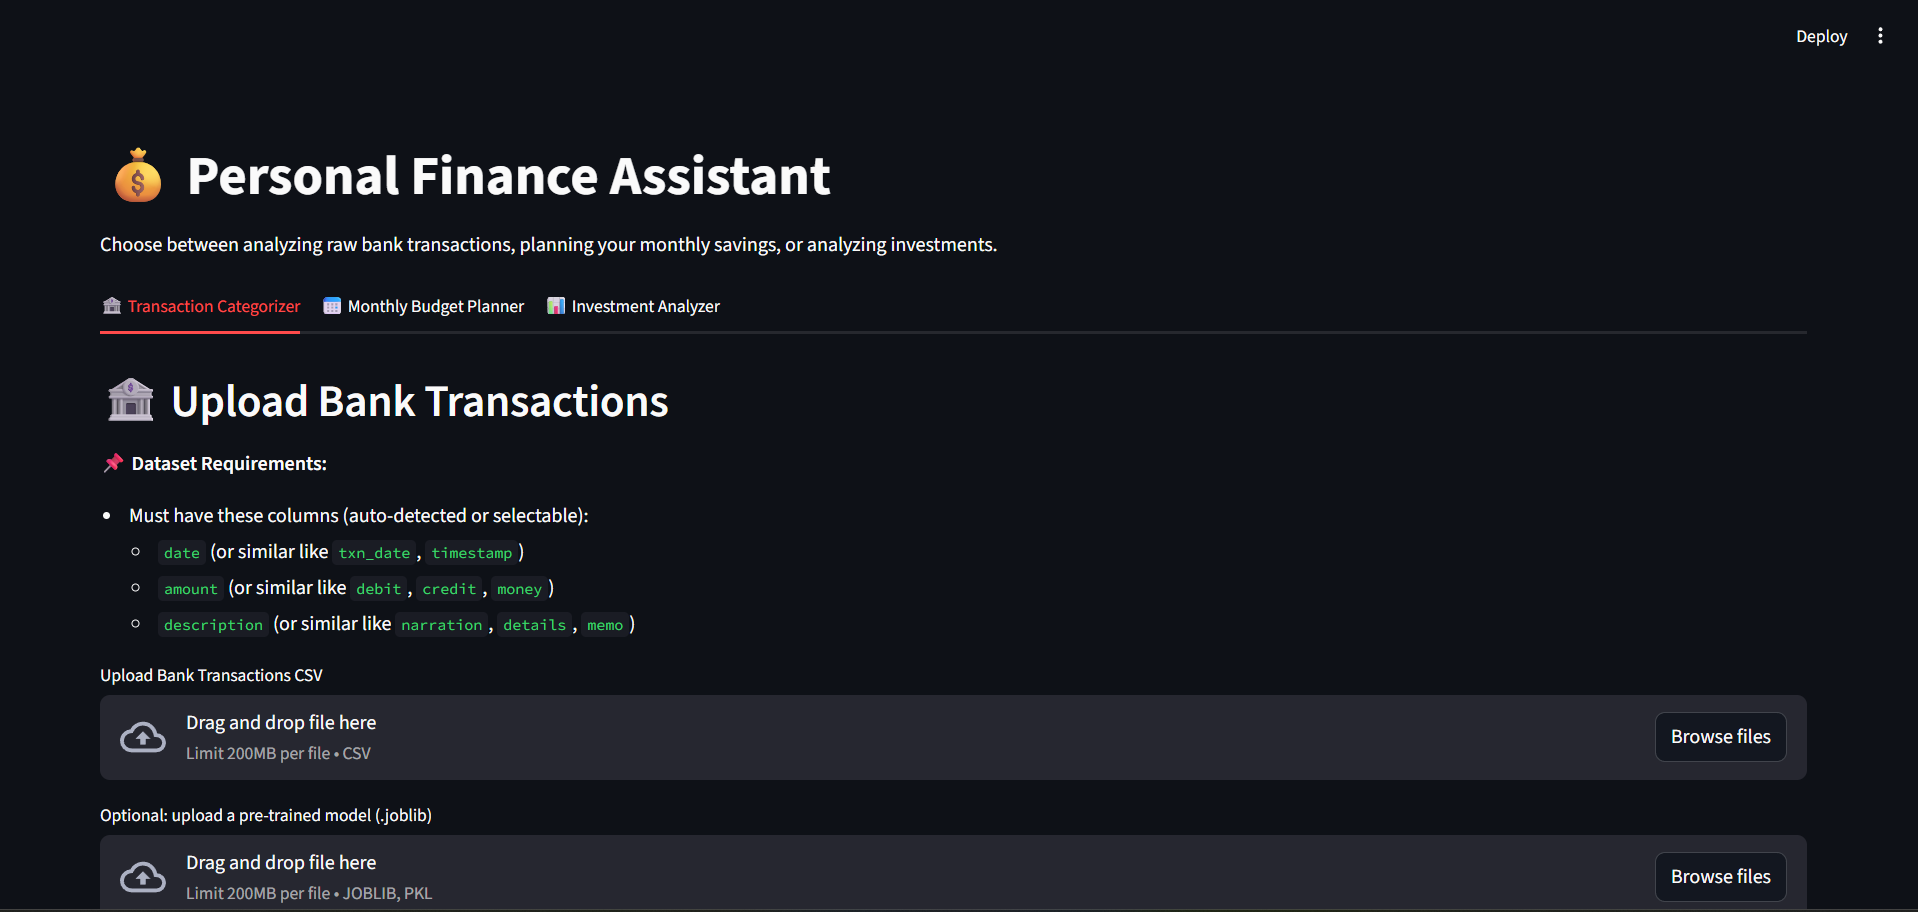 Deploy
Personal Finance Assistant
Choose between analyzing raw bank transactions, planning your monthly savings, or analyzing investments.
Transaction Categorizer Monthly Budget Planner Investment Analyzer
Upload Bank Transactions
Dataset Requirements:
Must have these columns (auto-detected or selectable):
date (or similar like txn_date, timestamp)
amount (or similar like debit, credit, money)
description (or similar like narration, details, memo)
Upload Bank Transactions CSV
Drag and drop file here
Limit 200MB per file • CSV
Browse files
Optional: upload a pre-trained model (.joblib)
Drag and drop file here
Limit 200MB per file • JOBLIB, PKL
Browse files